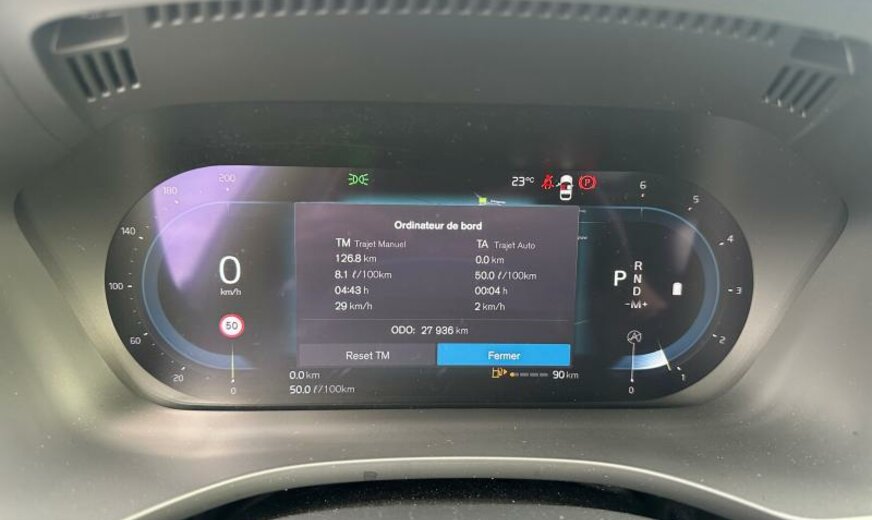 200
180
140
100
60
20
0
0
km/h
50
23°C
P
6
5
4
3
2
1
0
Ordinateur de bord
TM Trajet Manuel
126.8 km
8.1 ℓ/100km
04:43 h
29 km/h
TA Trajet Auto
0.0 km
50.0 ℓ/100km
00:04 h
2 km/h
ODO: 27 936 km
Reset TM
Fermer
P
R
N
D
-M+
0.0 km
50.0 ℓ/100km
90 km